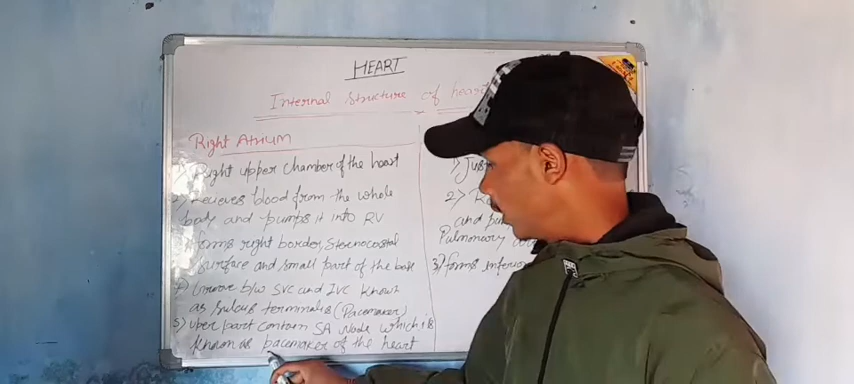 HEART
Internal structure of heart
Right Atrium
1) Right upper chamber of the heart
2) Recieves blood from the whole
body and pumps it into RV
forms right border, Sternocostal
surface and small part of the base
4) Groove b/w SVC and IVC known
as sulcus terminalis (Pacemaker)
5) Uper part contain SA Node which is
known as pacemaker of the heart
1) Just
2)
and
Pulmonary
3) forms inferior